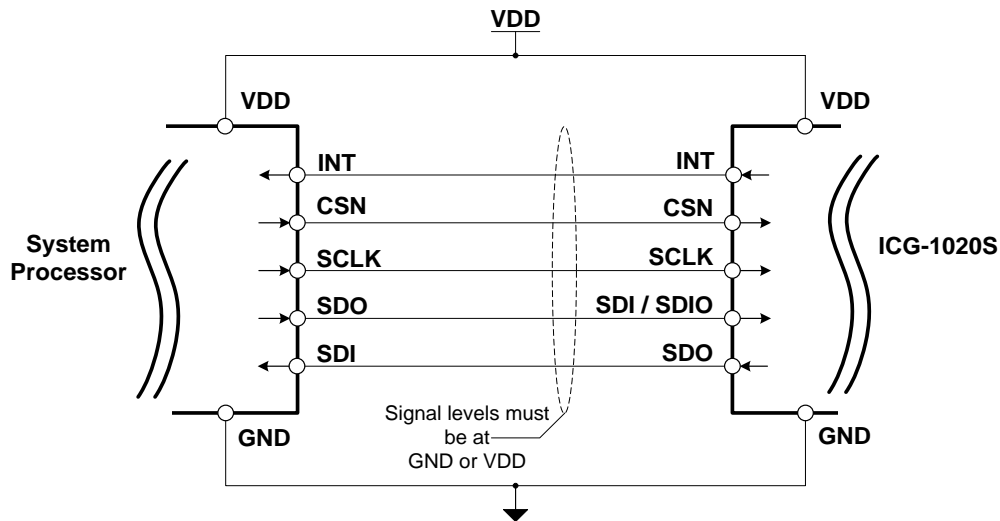 VDD
VDD
VDD
INT
INT
CSN
CSN
System
Processor
ICG-1020S
SCLK
SCLK
SDO
SDI / SDIO
SDI
SDO
Signal levels must
be at
GND or VDD
GND
GND